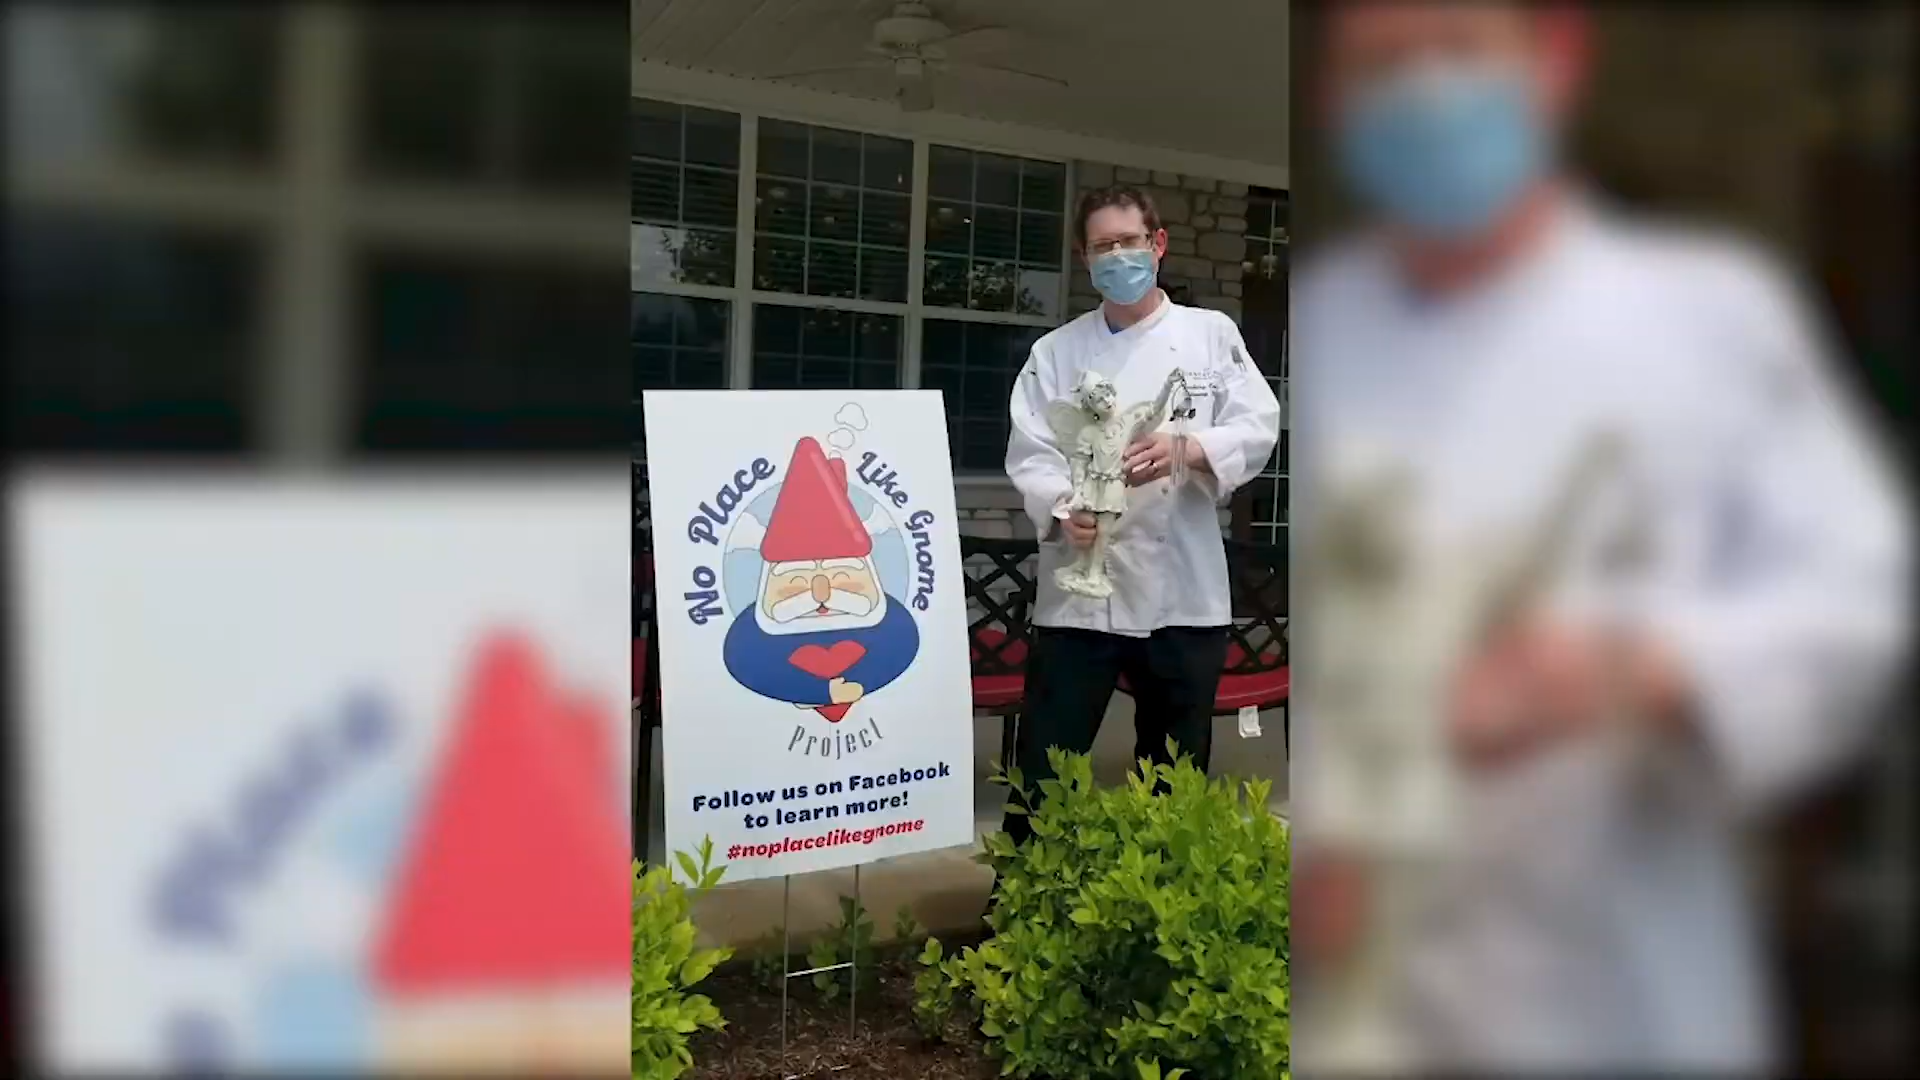 No Place Like Gnome
Project
Follow us on Facebook
to learn more!
#noplacelikegnome